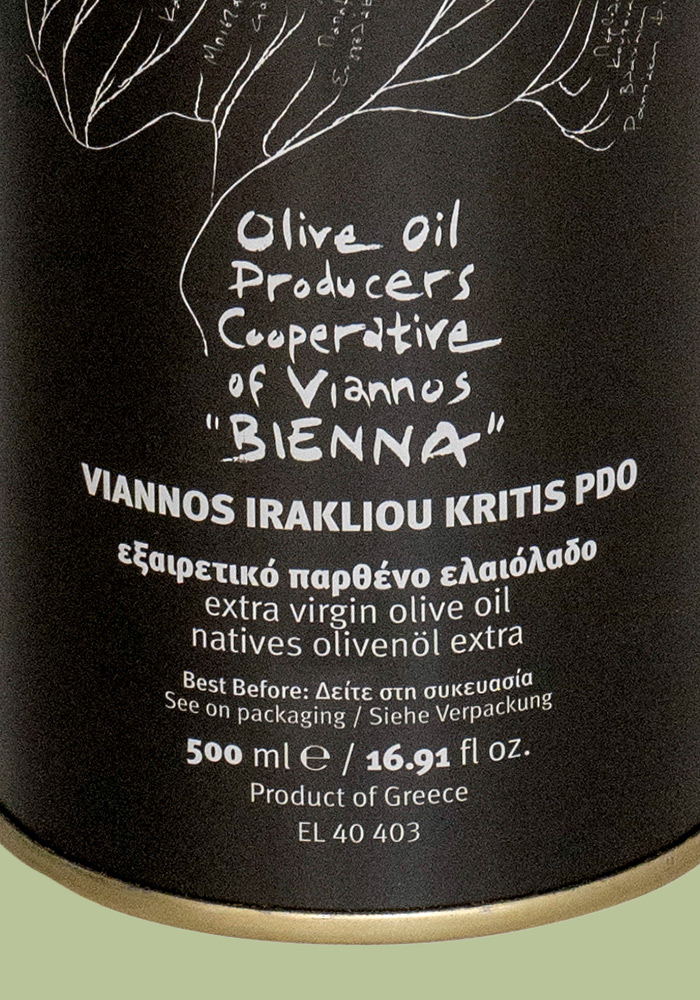 Olive Oil
Producers
Cooperative
of Viannos
"BIENNA"
VIANNOS IRAKLIOU KRITIS PDO
εξαιρετικό παρθένο ελαιόλαδο
extra virgin olive oil
natives olivenöl extra
Best Before: Δείτε στη συκευασία
See on packaging / Siehe Verpackung
500 ml ℮ / 16.91 fl oz.
Product of Greece
EL 40 403